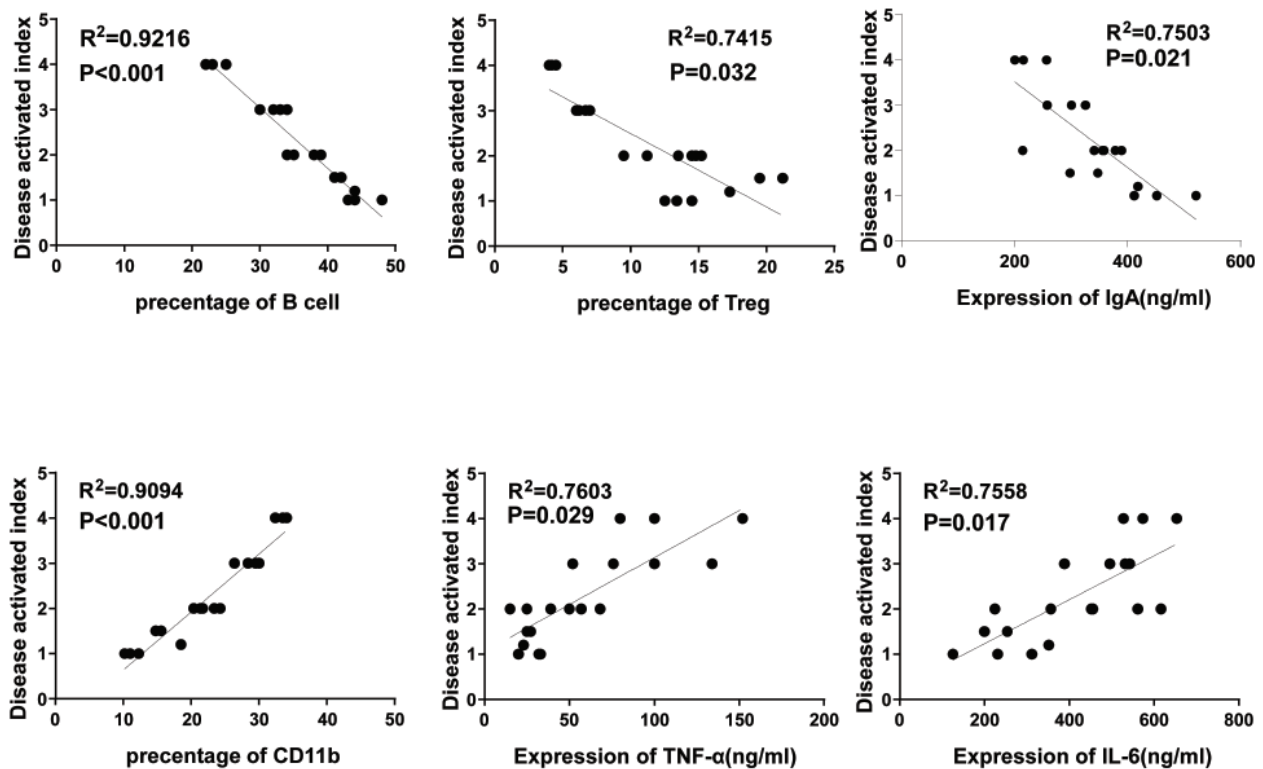 Disease activated index
5
4
3
2
1
0
R²=0.9216
P<0.001
0 10 20 30 40 50
precentage of B cell
Disease activated index
5
4
3
2
1
0
R²=0.7415
P=0.032
0 5 10 15 20 25
precentage of Treg
Disease activated index
5
4
3
2
1
0
R²=0.7503
P=0.021
0 200 400 600
Expression of IgA(ng/ml)
Disease activated index
5
4
3
2
1
0
R²=0.9094
P<0.001
0 10 20 30 40 50
precentage of CD11b
Disease activated index
5
4
3
2
1
0
R²=0.7603
P=0.029
0 50 100 150 200
Expression of TNF-α(ng/ml)
Disease activated index
5
4
3
2
1
0
R²=0.7558
P=0.017
0 200 400 600 800
Expression of IL-6(ng/ml)